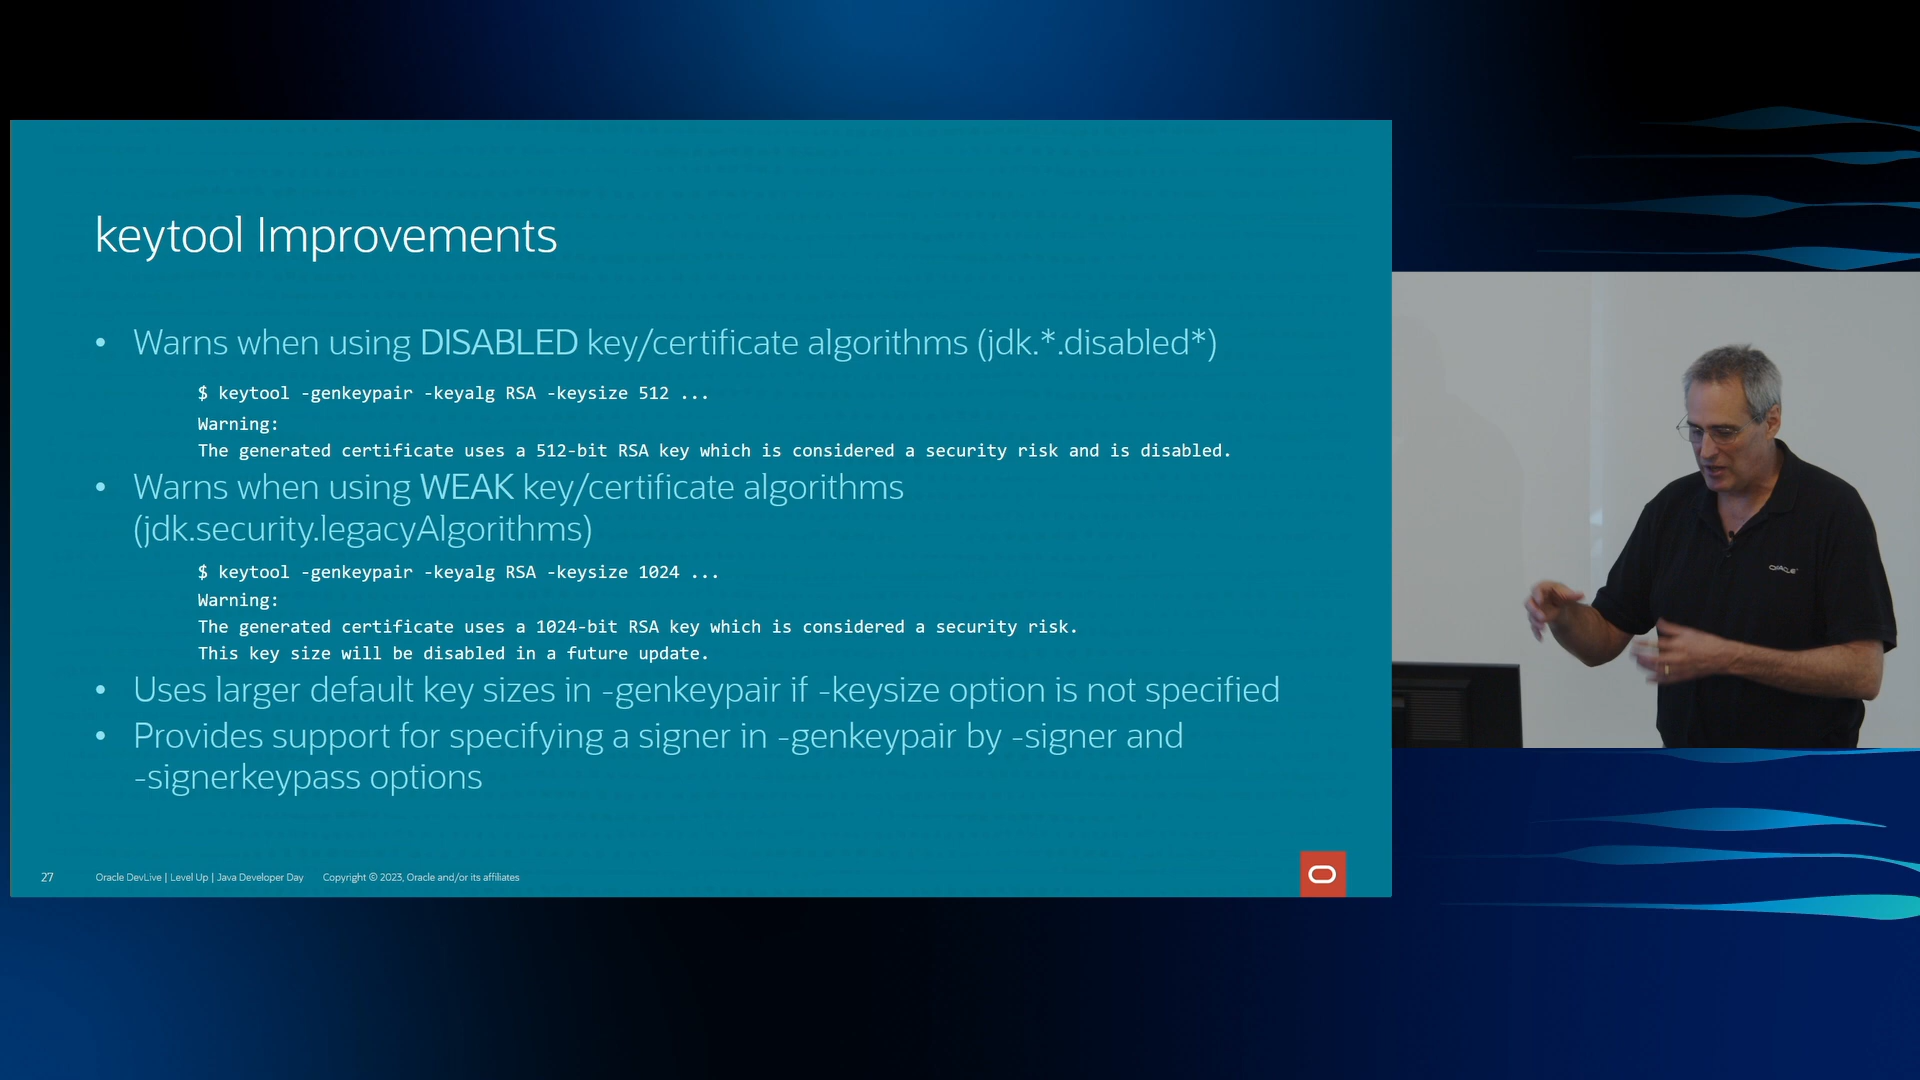 keytool Improvements
• Warns when using DISABLED key/certificate algorithms (jdk.*.disabled*)
$ keytool -genkeypair -keyalg RSA -keysize 512 ...
Warning:
The generated certificate uses a 512-bit RSA key which is considered a security risk and is disabled.
• Warns when using WEAK key/certificate algorithms
(jdk.security.legacyAlgorithms)
$ keytool -genkeypair -keyalg RSA -keysize 1024 ...
Warning:
The generated certificate uses a 1024-bit RSA key which is considered a security risk.
This key size will be disabled in a future update.
• Uses larger default key sizes in -genkeypair if -keysize option is not specified
• Provides support for specifying a signer in -genkeypair by -signer and
-signerkeypass options
27 Oracle DevLive | Level Up | Java Developer Day Copyright © 2023, Oracle and/or its affiliates
ORACLE